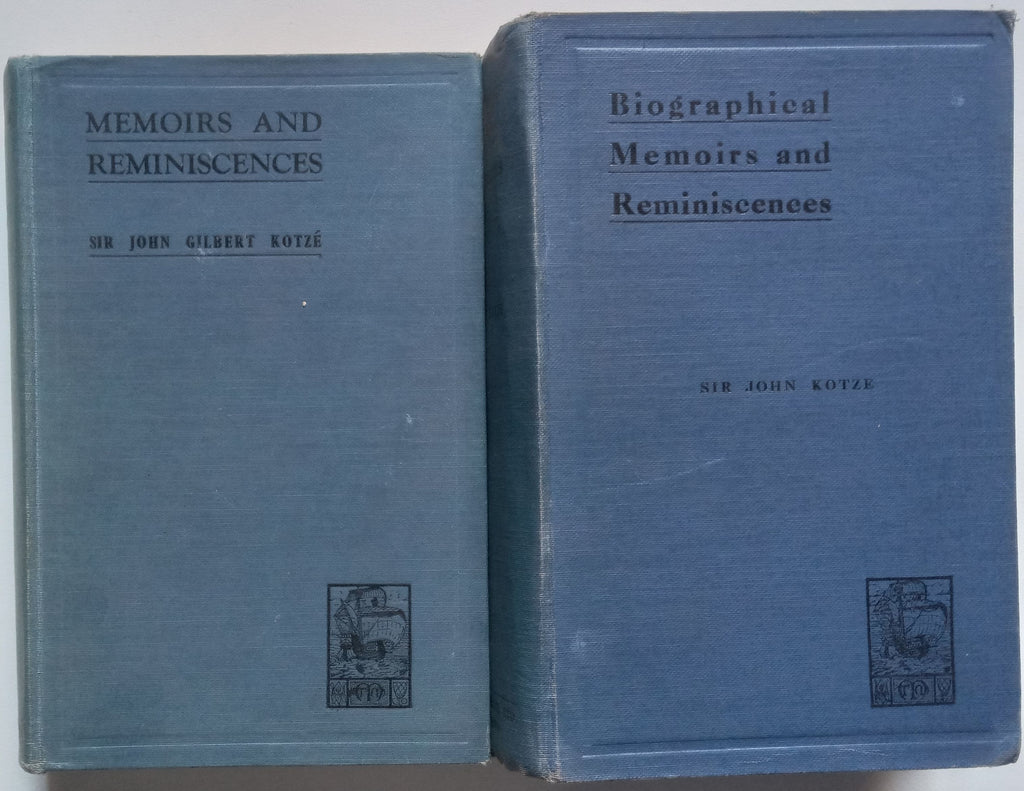 MEMOIRS AND
REMINISCENCES
SIR JOHN GILBERT KOTZÉ
Biographical
Memoirs and
Reminiscences
SIR JOHN KOTZE